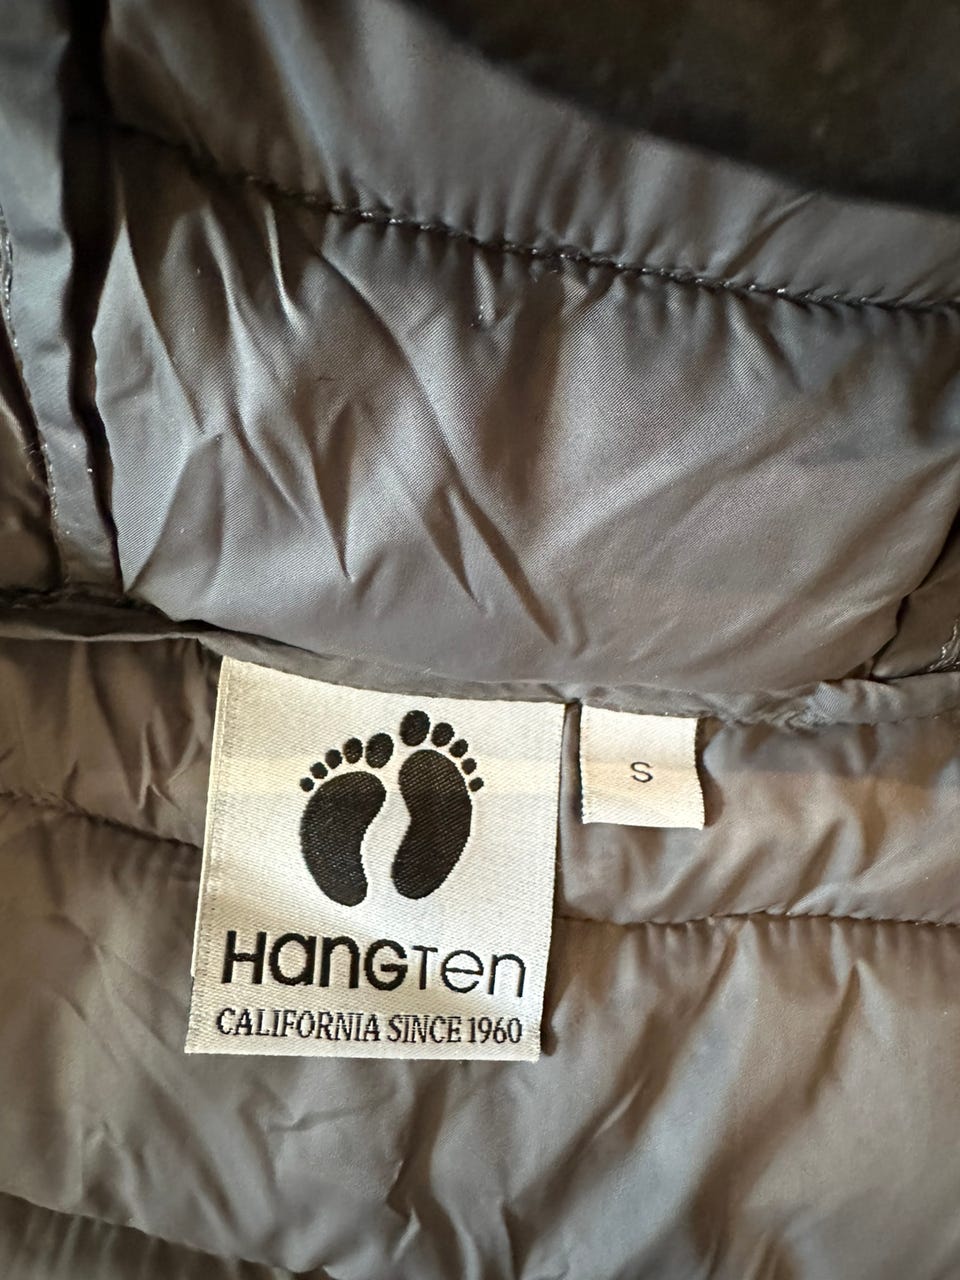 HangTen
CALIFORNIA SINCE 1960
S